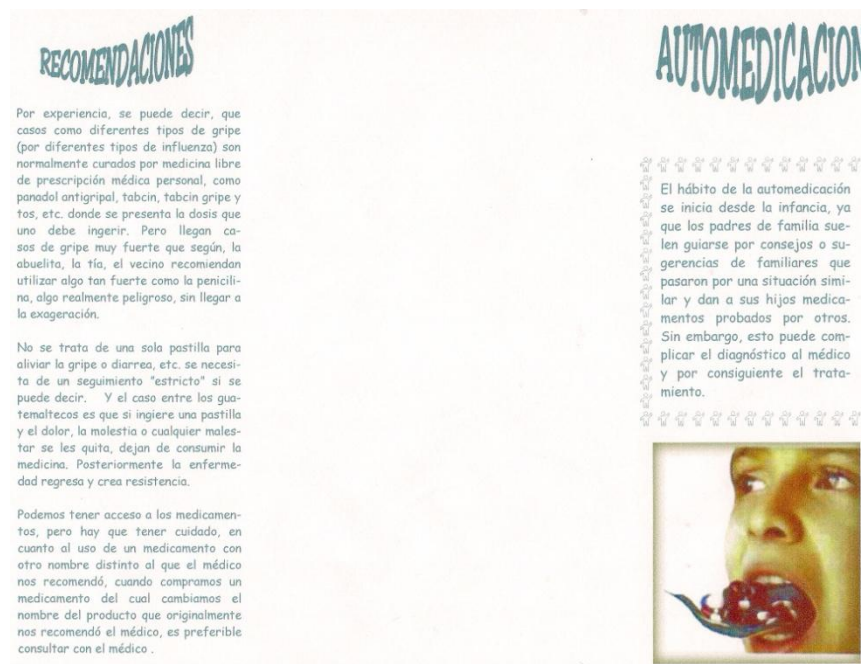 RECOMENDACIONES
Por experiencia, se puede decir, que
casos como diferentes tipos de gripe
(por diferentes tipos de influenza) son
normalmente curados por medicina libre
de prescripción médica personal, como
panadol antigripal, tabcin, tabcin gripe y
tos, etc. donde se presenta la dosis que
uno debe ingerir. Pero llegan ca-
sos de gripe muy fuerte que según, la
abuelita, la tía, el vecino recomiendan
utilizar algo tan fuerte como la penicili-
na, algo realmente peligroso, sin llegar a
la exageración.
No se trata de una sola pastilla para
aliviar la gripe o diarrea, etc. se necesi-
ta de un seguimiento "estricto" si se
puede decir. Y el caso entre los gua-
temaltecos es que si ingiere una pastilla
y el dolor, la molestia o cualquier males-
tar se les quita, dejan de consumir la
medicina. Posteriormente la enferme-
dad regresa y crea resistencia.
Podemos tener acceso a los medicamen-
tos, pero hay que tener cuidado, en
cuanto al uso de un medicamento con
otro nombre distinto al que el médico
nos recomendó, cuando compramos un
medicamento del cual cambiamos el
nombre del producto que originalmente
nos recomendó el médico, es preferible
consultar con el médico .
AUTOMEDICACION
El hábito de la automedicación
se inicia desde la infancia, ya
que los padres de familia sue-
len guiarse por consejos o su-
gerencias de familiares que
pasaron por una situación simi-
lar y dan a sus hijos medica-
mentos probados por otros.
Sin embargo, esto puede com-
plicar el diagnóstico al médico
y por consiguiente el trata-
miento.